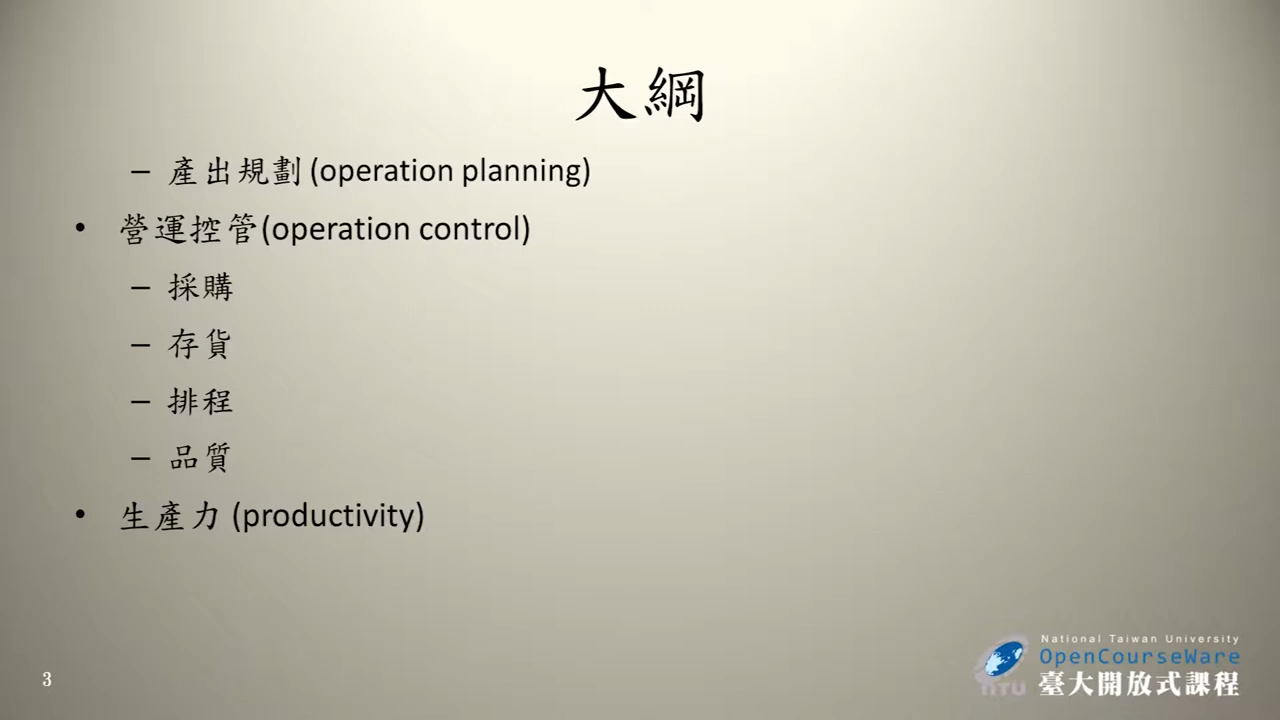 大綱
– 產出規劃 (operation planning)
• 營運控管(operation control)
– 採購
– 存貨
– 排程
– 品質
• 生產力 (productivity)
3
National Taiwan University
OpenCourseWare
NTU 臺大開放式課程